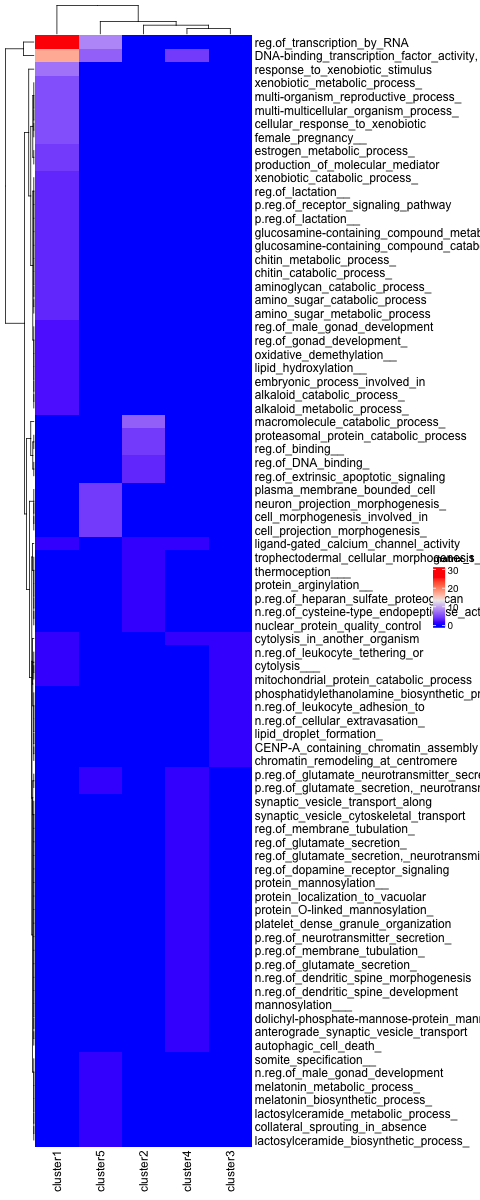 reg.of_transcription_by_RNA
DNA-binding_transcription_factor_activity,
response_to_xenobiotic_stimulus
xenobiotic_metabolic_process_
multi-organism_reproductive_process_
multi-multicellular_organism_process_
cellular_response_to_xenobiotic
female_pregnancy__
estrogen_metabolic_process_
production_of_molecular_mediator
xenobiotic_catabolic_process_
reg.of_lactation__
p.reg.of_receptor_signaling_pathway
p.reg.of_lactation__
glucosamine-containing_compound_metab
glucosamine-containing_compound_catab
chitin_metabolic_process_
chitin_catabolic_process_
aminoglycan_catabolic_process_
amino_sugar_catabolic_process
amino_sugar_metabolic_process
reg.of_male_gonad_development
reg.of_gonad_development_
oxidative_demethylation__
lipid_hydroxylation__
embryonic_process_involved_in
alkaloid_catabolic_process_
alkaloid_metabolic_process_
macromolecule_catabolic_process_
proteasomal_protein_catabolic_process
reg.of_binding__
reg.of_DNA_binding_
reg.of_extrinsic_apoptotic_signaling
plasma_membrane_bounded_cell
neuron_projection_morphogenesis_
cell_morphogenesis_involved_in
cell_projection_morphogenesis_
ligand-gated_calcium_channel_activity
trophectodermal_cellular_morphogenesis_
thermoception___
protein_arginylation__
p.reg.of_heparan_sulfate_proteoglycan
n.reg.of_cysteine-type_endopeptidase_act
nuclear_protein_quality_control
cytolysis_in_another_organism
n.reg.of_leukocyte_tethering_or
cytolysis___
mitochondrial_protein_catabolic_process
phosphatidylethanolamine_biosynthetic_pr
n.reg.of_leukocyte_adhesion_to
n.reg.of_cellular_extravasation_
lipid_droplet_formation_
CENP-A_containing_chromatin_assembly
chromatin_remodeling_at_centromere
p.reg.of_glutamate_neurotransmitter_secre
p.reg.of_glutamate_secretion,_neurotransm
synaptic_vesicle_transport_along
synaptic_vesicle_cytoskeletal_transport
reg.of_membrane_tubulation_
reg.of_glutamate_secretion_
reg.of_glutamate_secretion,_neurotransmi
reg.of_dopamine_receptor_signaling
protein_mannosylation__
protein_localization_to_vacuolar
protein_O-linked_mannosylation_
platelet_dense_granule_organization
p.reg.of_neurotransmitter_secretion_
p.reg.of_membrane_tubulation_
p.reg.of_glutamate_secretion_
n.reg.of_dendritic_spine_morphogenesis
n.reg.of_dendritic_spine_development
mannosylation___
dolichyl-phosphate-mannose-protein_mann
anterograde_synaptic_vesicle_transport
autophagic_cell_death_
somite_specification__
n.reg.of_male_gonad_development
melatonin_metabolic_process_
melatonin_biosynthetic_process_
lactosylceramide_metabolic_process_
collateral_sprouting_in_absence
lactosylceramide_biosynthetic_process_
matrix_1
30
20
10
0
cluster1
cluster5
cluster2
cluster4
cluster3